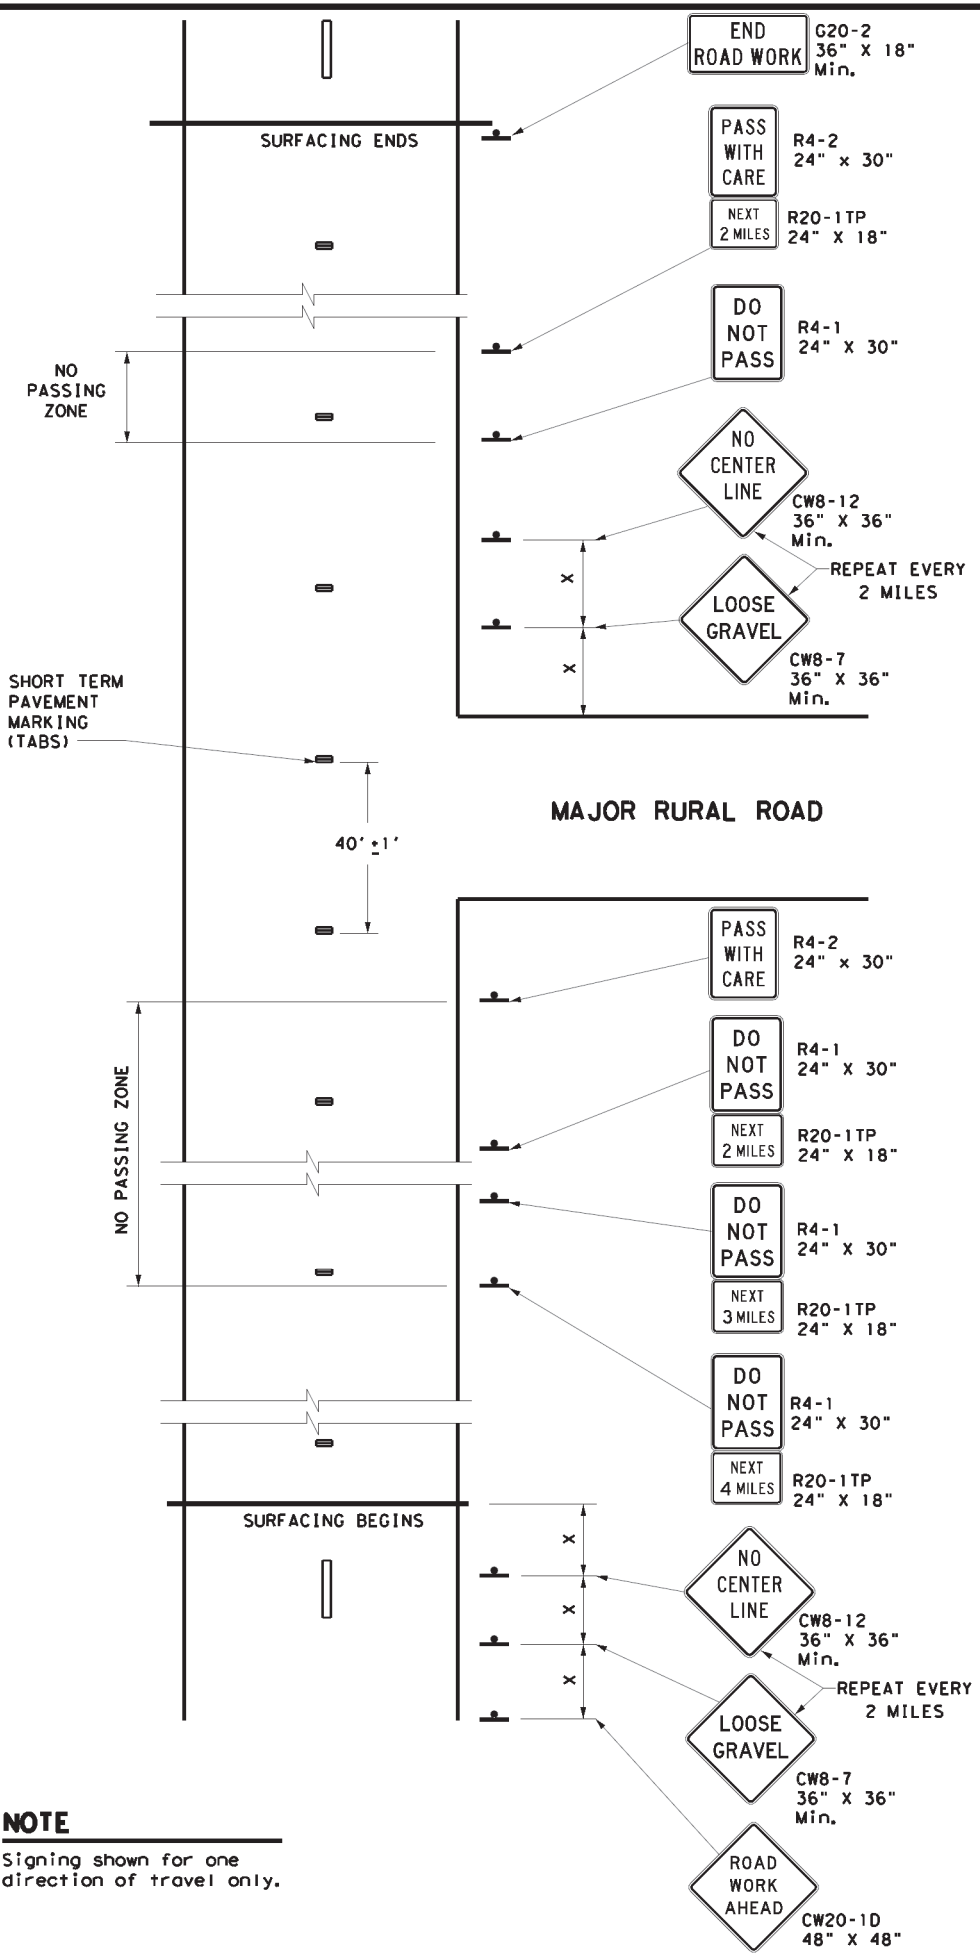 END
ROAD WORK
G20-2
36" X 18"
Min.
SURFACING ENDS
PASS
WITH
CARE
R4-2
24" x 30"
NEXT
2 MILES
R20-1TP
24" X 18"
DO
NOT
PASS
R4-1
24" X 30"
NO
PASSING
ZONE
NO
CENTER
LINE
CW8-12
36" X 36"
Min.
REPEAT EVERY
2 MILES
X
LOOSE
GRAVEL
CW8-7
36" X 36"
Min.
X
SHORT TERM
PAVEMENT
MARKING
(TABS)
MAJOR RURAL ROAD
40' ±1'
PASS
WITH
CARE
R4-2
24" x 30"
DO
NOT
PASS
R4-1
24" X 30"
NO PASSING ZONE
NEXT
2 MILES
R20-1TP
24" X 18"
DO
NOT
PASS
R4-1
24" X 30"
NEXT
3 MILES
R20-1TP
24" X 18"
DO
NOT
PASS
R4-1
24" X 30"
NEXT
4 MILES
R20-1TP
24" X 18"
SURFACING BEGINS
X
NO
CENTER
LINE
X
CW8-12
36" X 36"
Min.
X
REPEAT EVERY
2 MILES
LOOSE
GRAVEL
CW8-7
36" X 36"
Min.
NOTE
Signing shown for one
direction of travel only.
ROAD
WORK
AHEAD
CW20-1D
48" X 48"